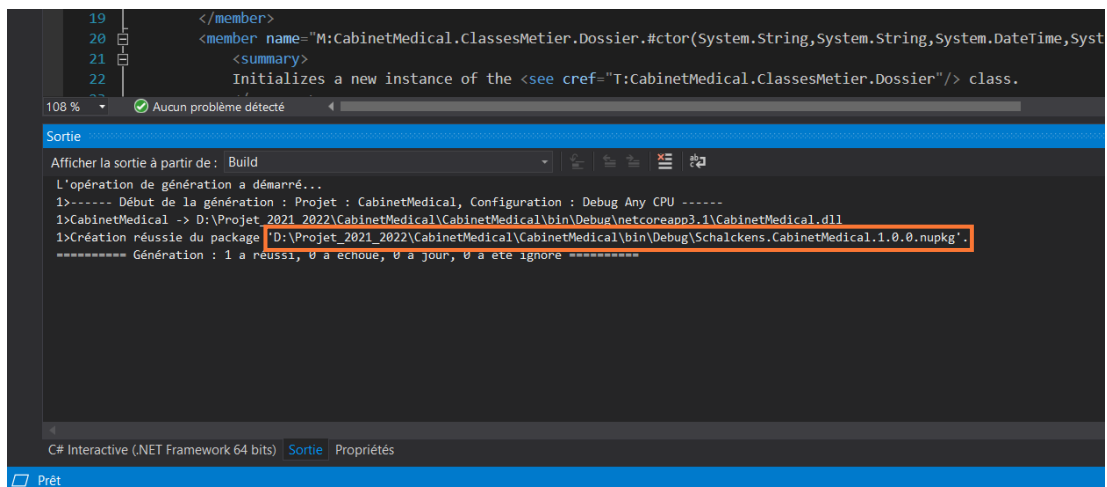 19 </member>
20 <member name="M:CabinetMedical.ClassesMetier.Dossier.#ctor(System.String,System.String,System.DateTime,Syst
21 <summary>
22 Initializes a new instance of the <see cref="T:CabinetMedical.ClassesMetier.Dossier"/> class.
108 % Aucun problème détecté
Sortie
Afficher la sortie à partir de : Build
L'opération de génération a démarré...
1>------ Début de la génération : Projet : CabinetMedical, Configuration : Debug Any CPU ------
1>CabinetMedical -> D:\Projet_2021_2022\CabinetMedical\CabinetMedical\bin\Debug\netcoreapp3.1\CabinetMedical.dll
1>Création réussie du package 'D:\Projet_2021_2022\CabinetMedical\CabinetMedical\bin\Debug\Schalckens.CabinetMedical.1.0.0.nupkg'.
========== Génération : 1 a réussi, 0 a échoué, 0 à jour, 0 a été ignoré ==========
C# Interactive (.NET Framework 64 bits) Sortie Propriétés
Prêt